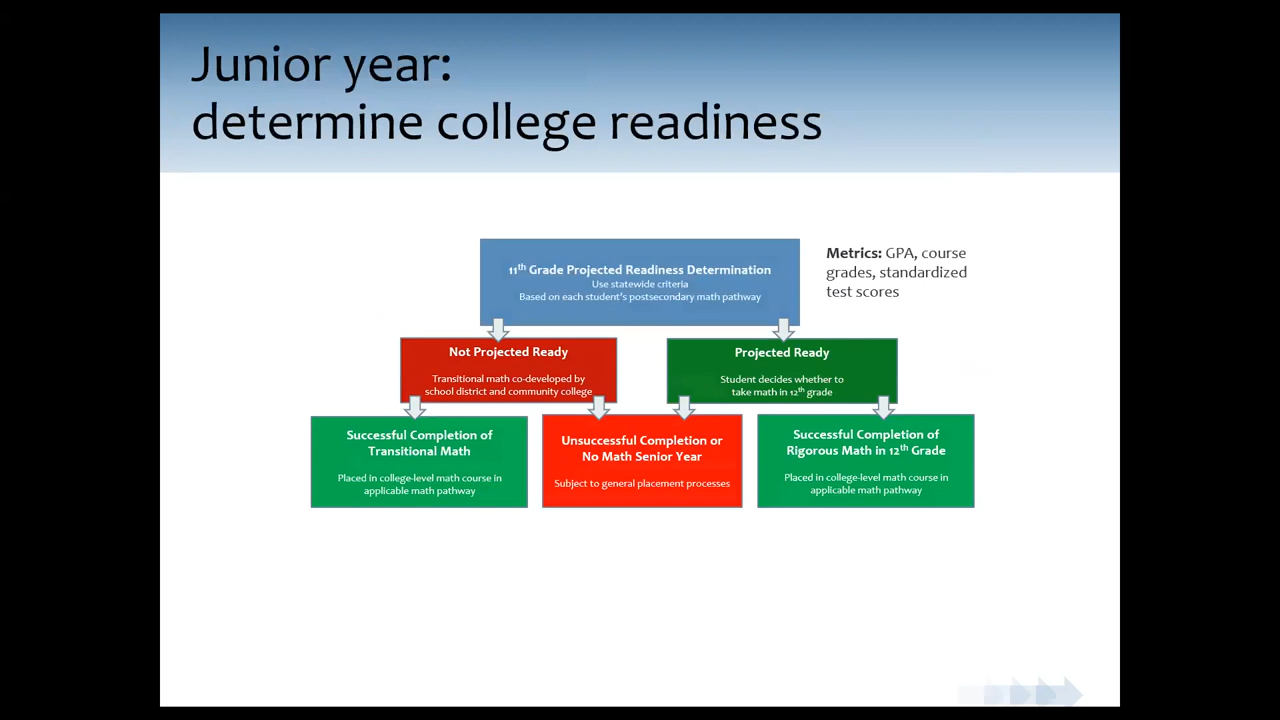 Junior year:
determine college readiness
11th Grade Projected Readiness Determination
Use statewide criteria
Based on each student's postsecondary math pathway
Metrics: GPA, course
grades, standardized
test scores
Not Projected Ready
Transitional math co-developed by
school district and community college
Projected Ready
Student decides whether to
take math in 12th grade
Successful Completion of
Transitional Math
Placed in college-level math course in
applicable math pathway
Unsuccessful Completion or
No Math Senior Year
Subject to general placement processes
Successful Completion of
Rigorous Math in 12th Grade
Placed in college-level math course in
applicable math pathway